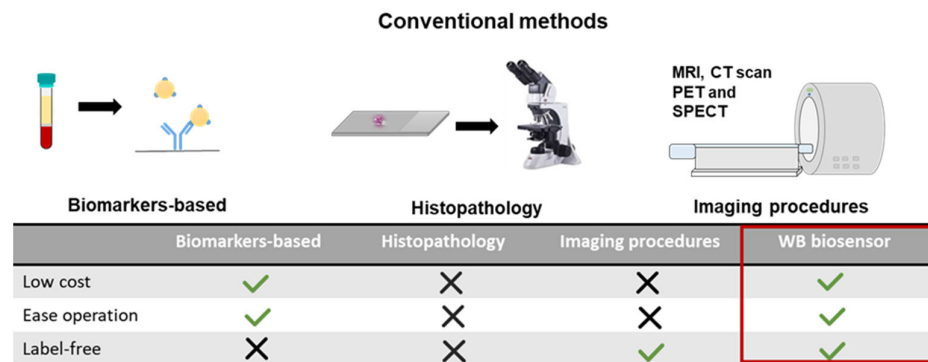 Conventional methods
MRI, CT scan
PET and
SPECT
Biomarkers-based
Histopathology
Imaging procedures
Biomarkers-based Histopathology Imaging procedures WB biosensor
Low cost ✓ X X ✓
Ease operation ✓ X X ✓
Label-free X X ✓ ✓